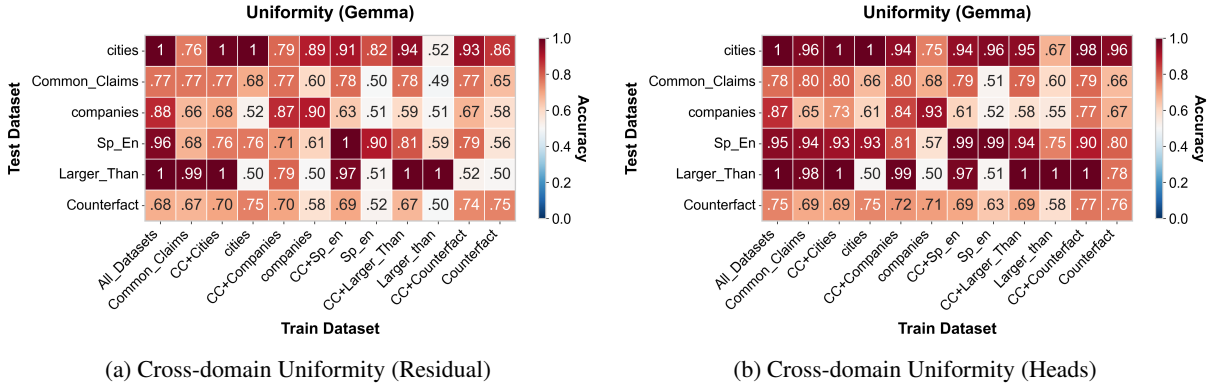 Uniformity (Gemma)
Test Dataset
cities 1 .76 1 1 .79 .89 .91 .82 .94 .52 .93 .86
Common_Claims .77 .77 .77 .68 .77 .60 .78 .50 .78 .49 .77 .65
companies .88 .66 .68 .52 .87 .90 .63 .51 .59 .51 .67 .58
Sp_En .96 .68 .76 .76 .71 .61 1 .90 .81 .59 .79 .56
Larger_Than 1 .99 1 .50 .79 .50 .97 .51 1 1 .52 .50
Counterfact .68 .67 .70 .75 .70 .58 .69 .52 .67 .50 .74 .75
All_Datasets
Common_Claims
CC+Cities
cities
CC+Companies
companies
CC+Sp_en
Sp_en
CC+Larger_Than
Larger_than
CC+Counterfact
Counterfact
Train Dataset
1.0
0.8
0.6
0.4
0.2
0.0
Accuracy
(a) Cross-domain Uniformity (Residual)
Uniformity (Gemma)
Test Dataset
cities 1 .96 1 1 .94 .75 .94 .96 .95 .67 .98 .96
Common_Claims .78 .80 .80 .66 .80 .68 .79 .51 .79 .60 .79 .66
companies .87 .65 .73 .61 .84 .93 .61 .52 .58 .55 .77 .67
Sp_En .95 .94 .93 .93 .81 .57 .99 .99 .94 .75 .90 .80
Larger_Than 1 .98 1 .50 .99 .50 .97 .51 1 1 1 .78
Counterfact .75 .69 .69 .75 .72 .71 .69 .63 .69 .58 .77 .76
All_Datasets
Common_Claims
CC+Cities
cities
CC+Companies
companies
CC+Sp_en
Sp_en
CC+Larger_Than
Larger_than
CC+Counterfact
Counterfact
Train Dataset
1.0
0.8
0.6
0.4
0.2
0.0
Accuracy
(b) Cross-domain Uniformity (Heads)